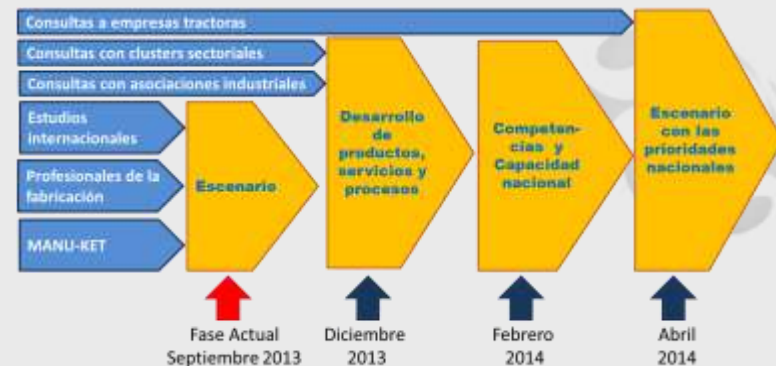 Consultas a empresas tractoras
Consultas con clusters sectoriales
Consultas con asociaciones industriales
Estudios
internacionales
Profesionales de la
fabricación
MANU-KET
Escenario
Desarrollo
de
productos,
servicios y
procesos
Competen-
cias y
Capacidad
nacional
Escenario
con las
prioridades
nacionales
Fase Actual
Septiembre 2013
Diciembre
2013
Febrero
2014
Abril
2014